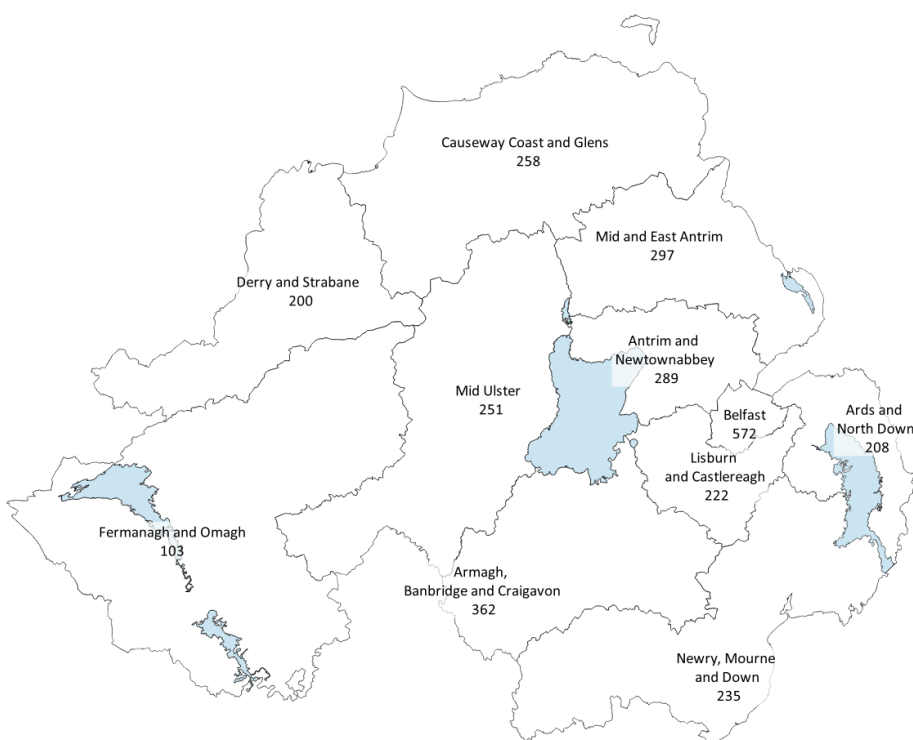 Causeway Coast and Glens
258
Mid and East Antrim
297
Derry and Strabane
200
Antrim and
Newtownabbey
289
Mid Ulster
251
Belfast
572
Ards and
North Down
208
Lisburn
and Castlereagh
222
Fermanagh and Omagh
103
Armagh,
Banbridge and Craigavon
362
Newry, Mourne
and Down
235